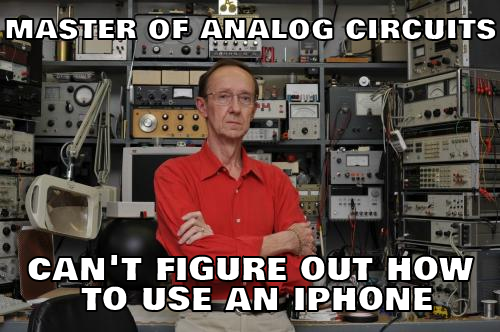 MASTER OF ANALOG CIRCUITS
CAN'T FIGURE OUT HOW
TO USE AN IPHONE